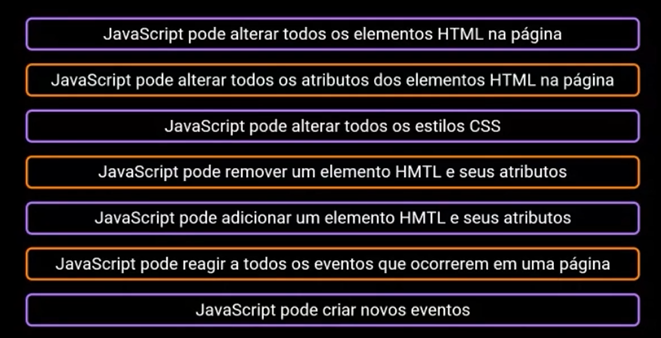 JavaScript pode alterar todos os elementos HTML na página
JavaScript pode alterar todos os atributos dos elementos HTML na página
JavaScript pode alterar todos os estilos CSS
JavaScript pode remover um elemento HMTL e seus atributos
JavaScript pode adicionar um elemento HMTL e seus atributos
JavaScript pode reagir a todos os eventos que ocorrerem em uma página
JavaScript pode criar novos eventos